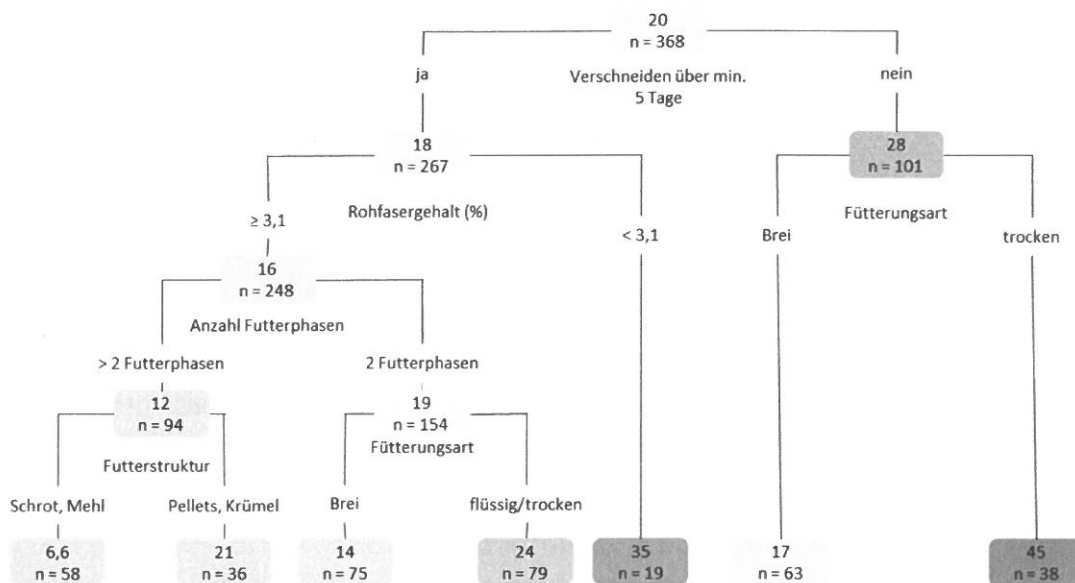 20
n = 368
ja
Verschneiden über min.
5 Tage
nein
18
n = 267
28
n = 101
≥ 3,1
Rohfasergehalt (%)
< 3,1
Brei
Fütterungsart
trocken
16
n = 248
Anzahl Futterphasen
> 2 Futterphasen
2 Futterphasen
12
n = 94
19
n = 154
Fütterungsart
Futterstruktur
Schrot, Mehl
Pellets, Krümel
Brei
flüssig/trocken
6,6
n = 58
21
n = 36
14
n = 75
24
n = 79
35
n = 19
17
n = 63
45
n = 38